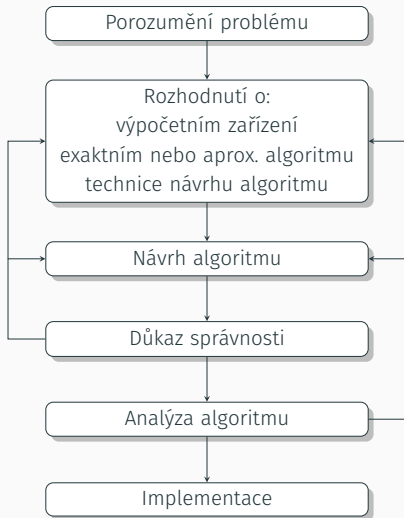 Porozumění problému
Rozhodnutí o:
výpočetním zařízení
exaktním nebo aprox. algoritmu
technice návrhu algoritmu
Návrh algoritmu
Důkaz správnosti
Analýza algoritmu
Implementace